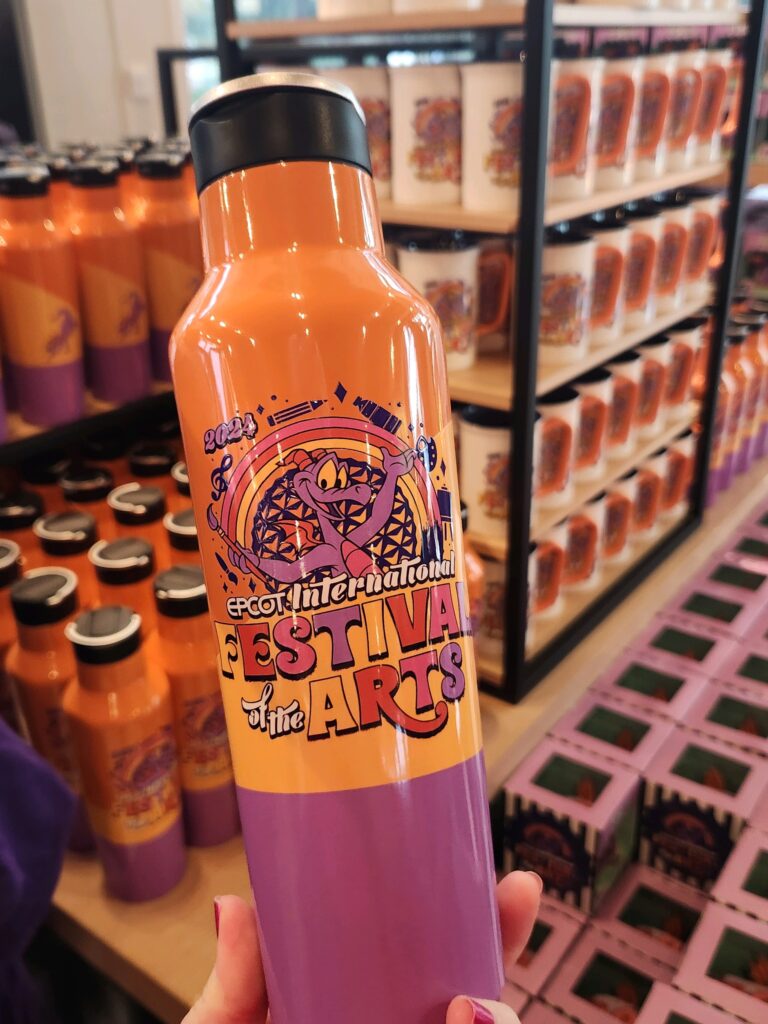 2024
EPCOT International
FESTIVAL
of the ARTS